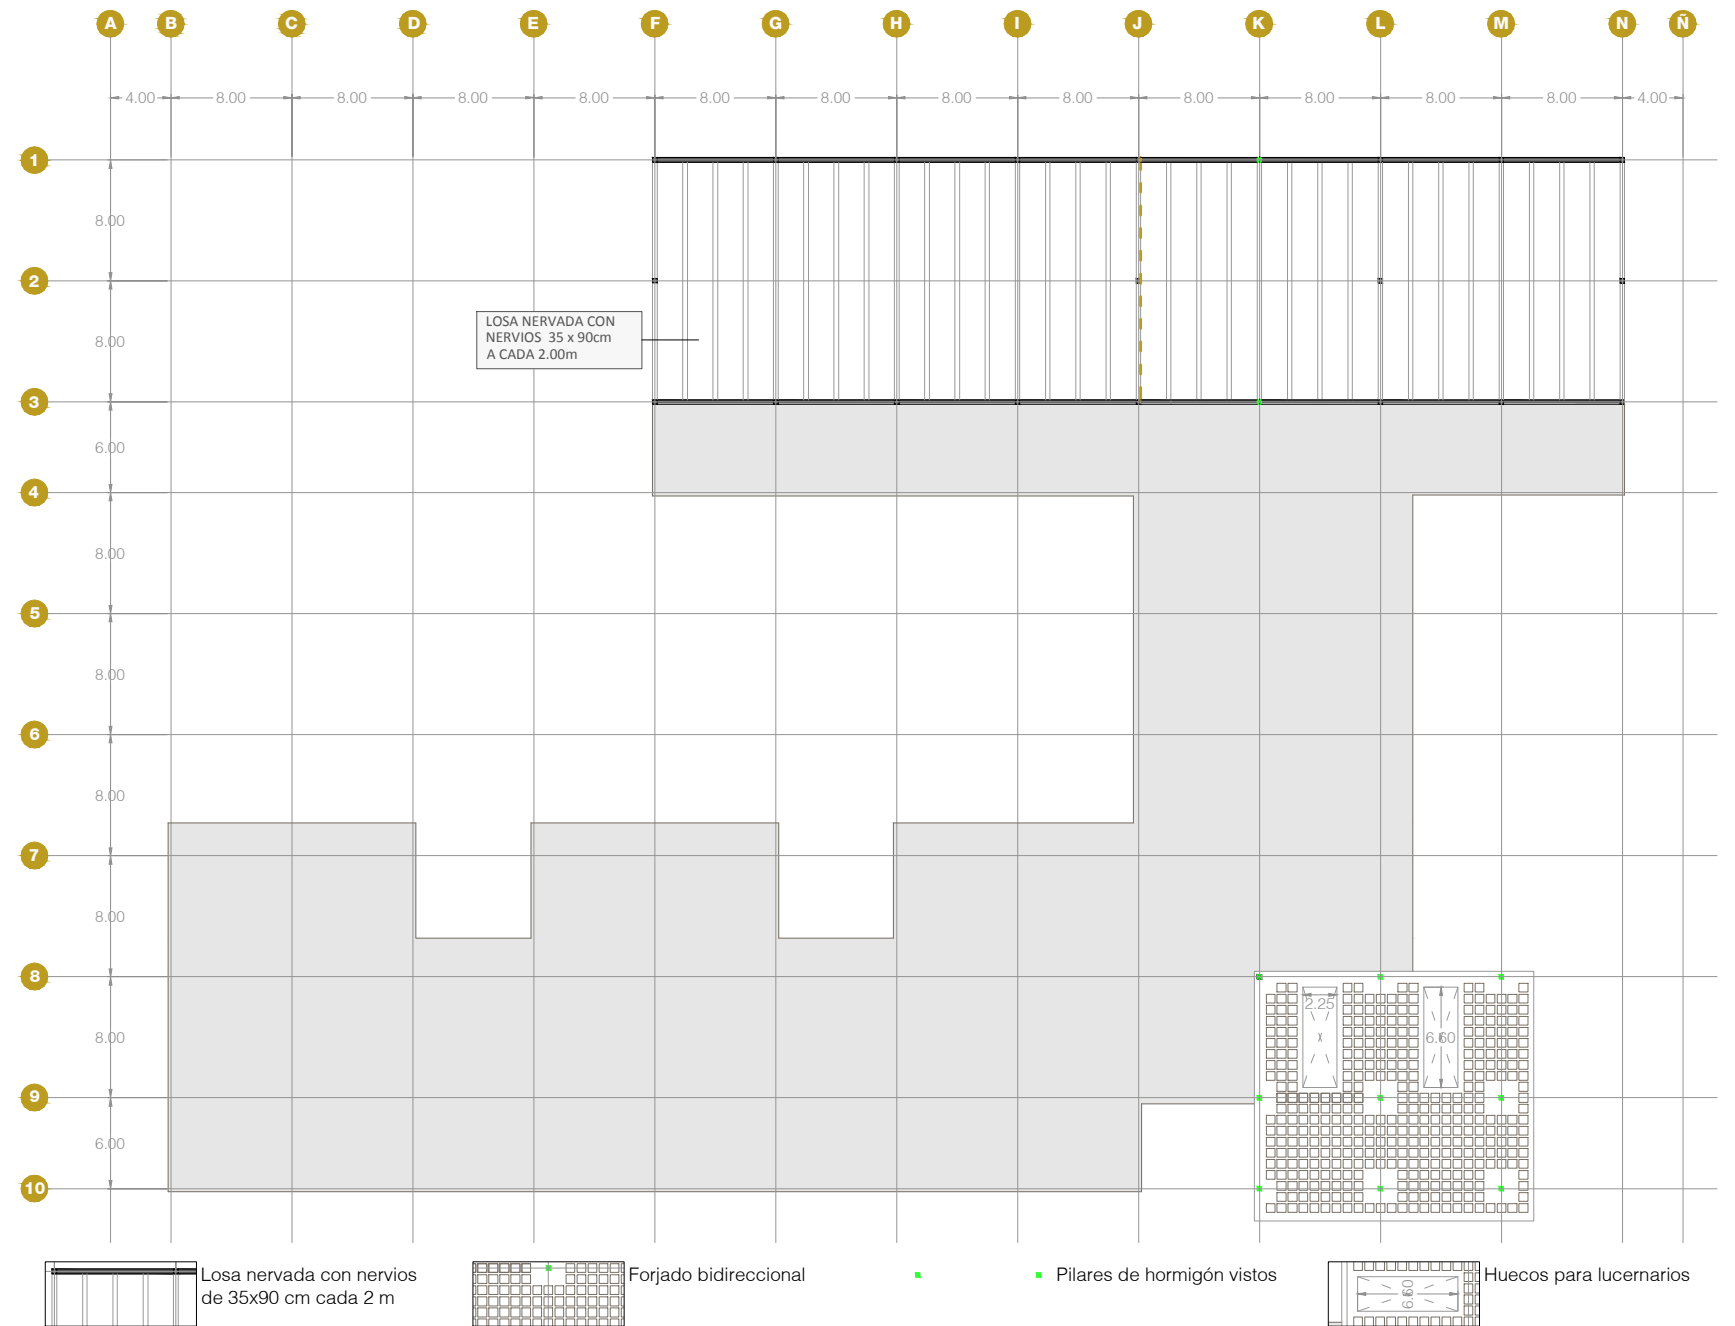 A B C D E F G H I J K L M N Ñ
4.00 8.00 8.00 8.00 8.00 8.00 8.00 8.00 8.00 8.00 8.00 8.00 8.00 4.00
1
8.00
2
LOSA NERVADA CON
NERVIOS 35 x 90cm
A CADA 2.00m
8.00
3
6.00
4
8.00
5
8.00
6
8.00
7
8.00
8
2.25
8.00
6.60
9
6.00
10
Losa nervada con nervios
de 35x90 cm cada 2 m
Forjado bidireccional
Pilares de hormigón vistos
6.60
Huecos para lucernarios